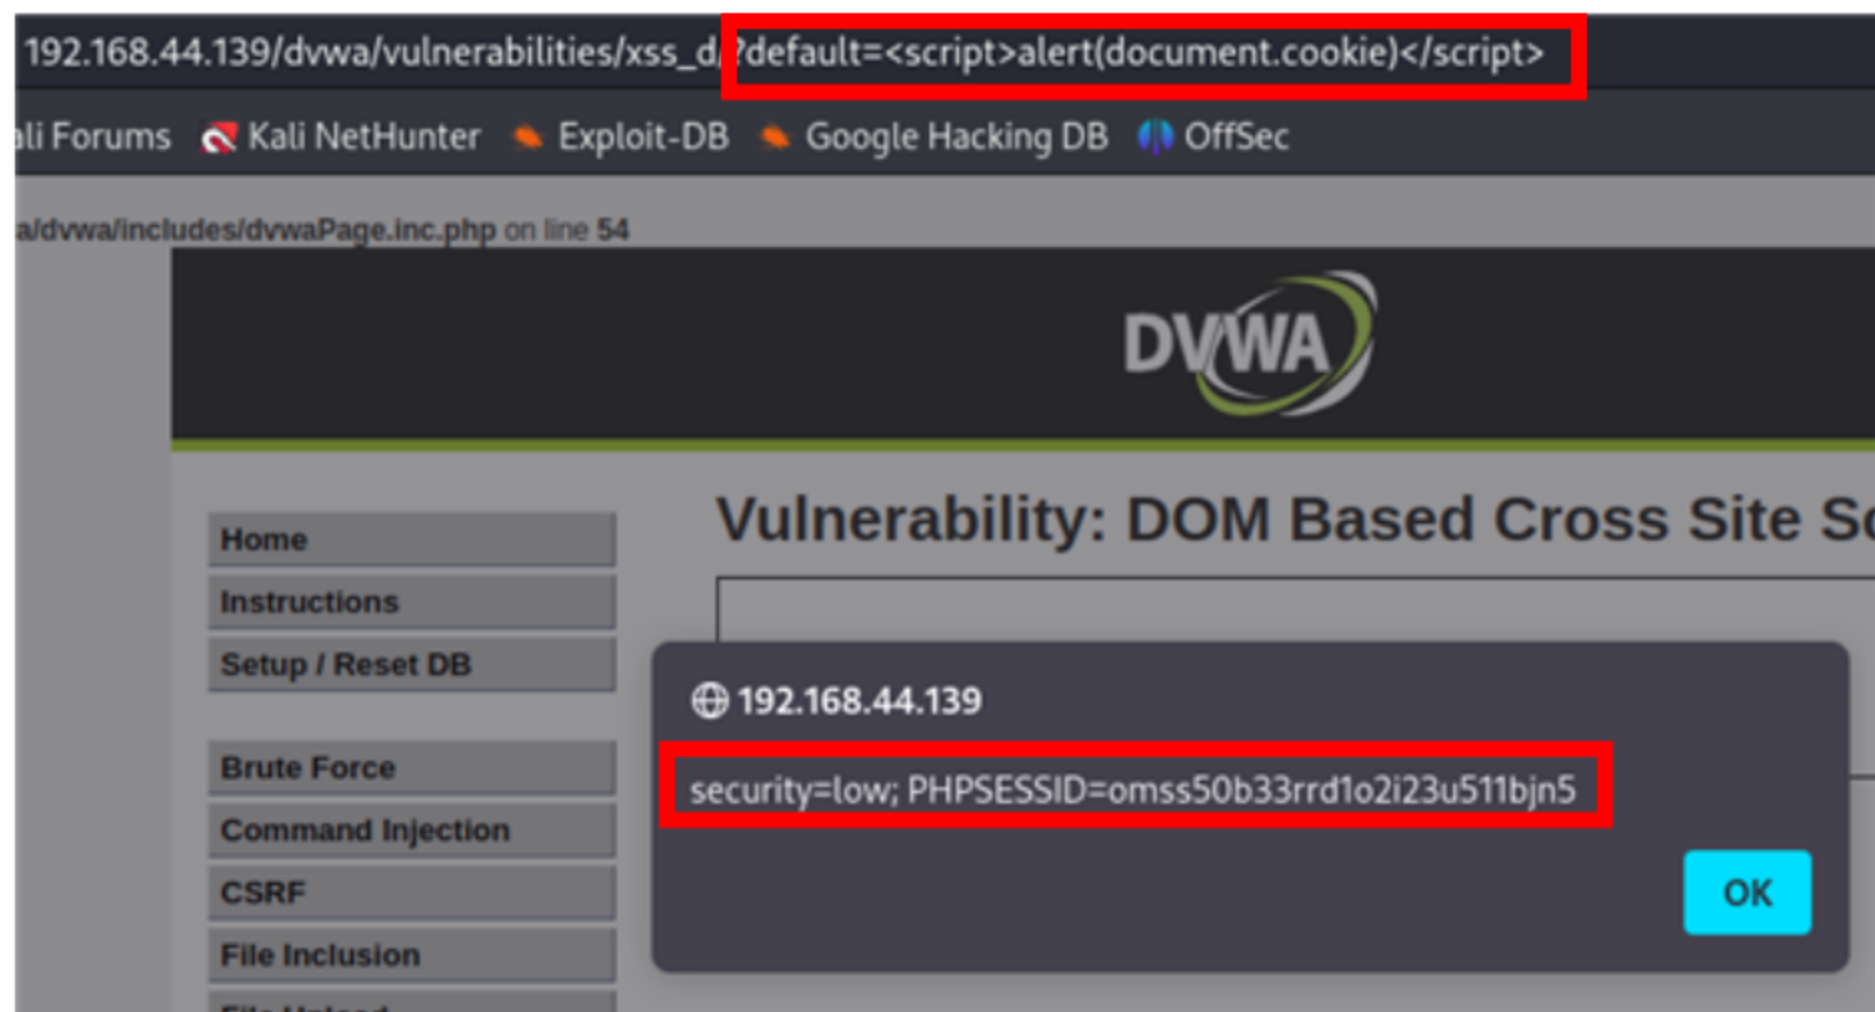 192.168.44.139/dvwa/vulnerabilities/xss_d/?default=<script>alert(document.cookie)</script>
ali Forums Kali NetHunter Exploit-DB Google Hacking DB OffSec
a/dvwa/includes/dvwaPage.inc.php on line 54
DVWA
Vulnerability: DOM Based Cross Site Sc
Home
Instructions
Setup / Reset DB
Brute Force
Command Injection
CSRF
File Inclusion
File Upload
192.168.44.139
security=low; PHPSESSID=omss50b33rrd1o2i23u511bjn5
OK